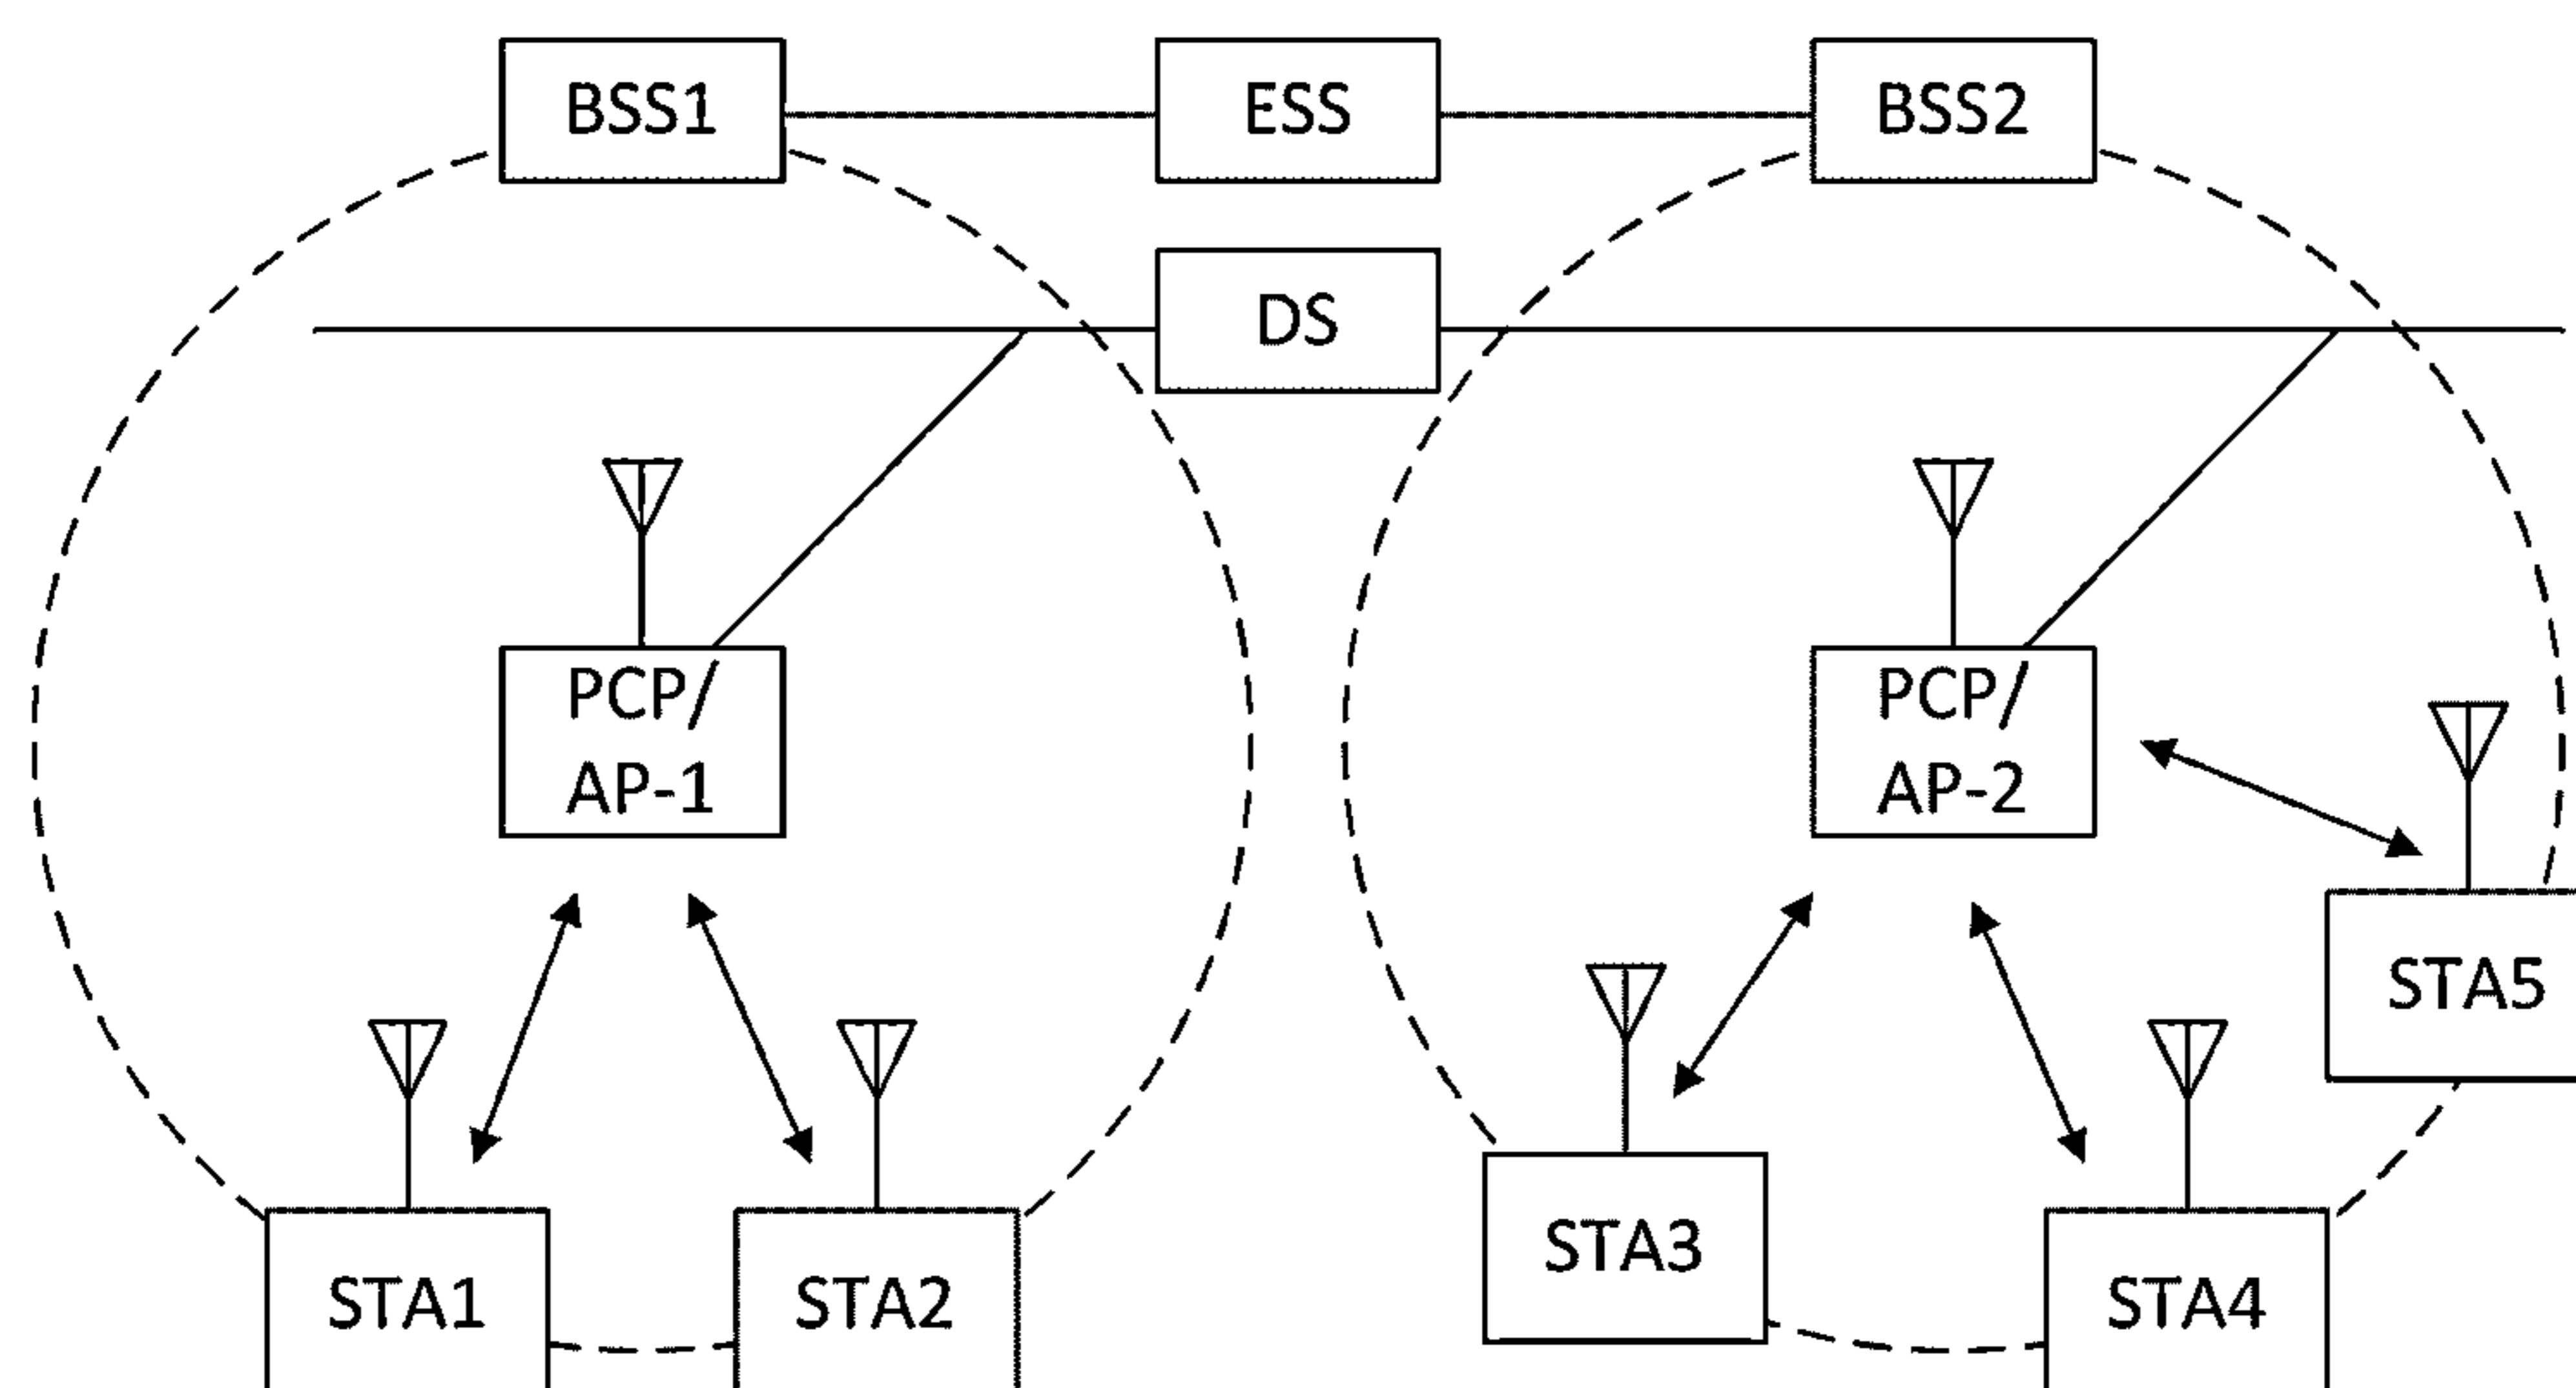 BSS1
ESS
BSS2
DS
PCP/
AP-1
PCP/
AP-2
STA5
STA3
STA1
STA2
STA4